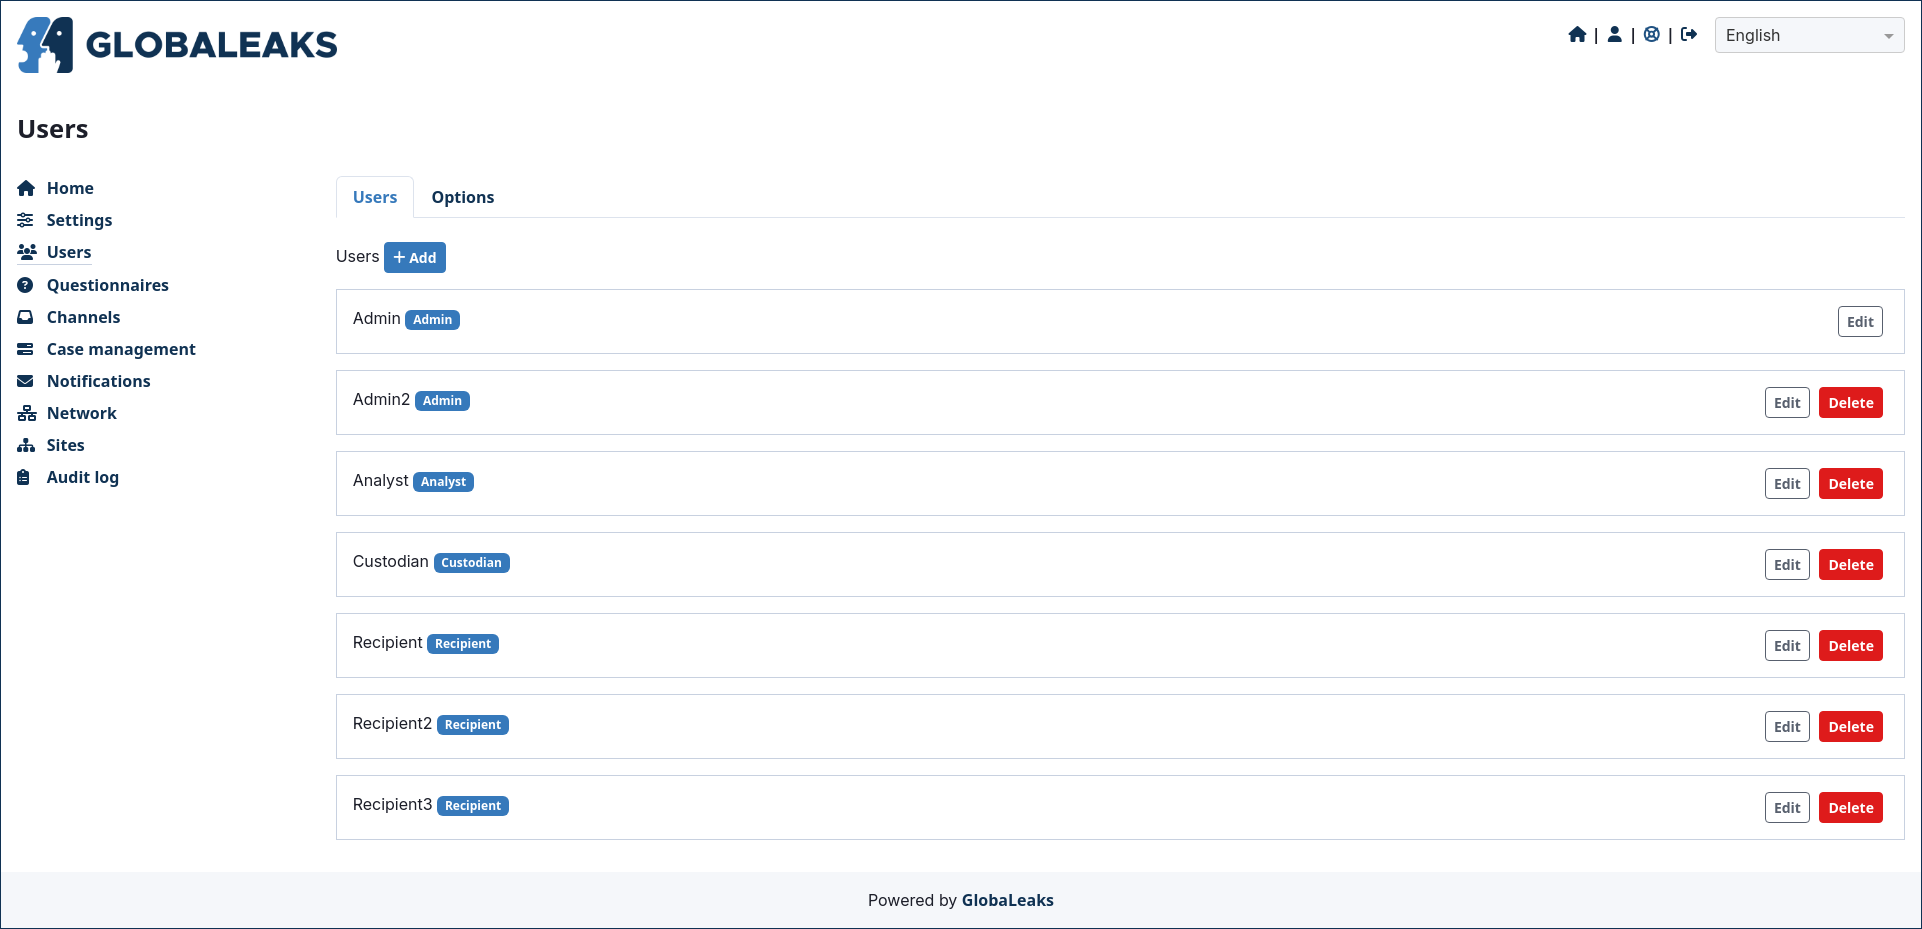 GLOBALEAKS
| | | English
Users
Home
Settings
Users
Questionnaires
Channels
Case management
Notifications
Network
Sites
Audit log
Users Options
Users + Add
Admin Admin Edit
Admin2 Admin Edit Delete
Analyst Analyst Edit Delete
Custodian Custodian Edit Delete
Recipient Recipient Edit Delete
Recipient2 Recipient Edit Delete
Recipient3 Recipient Edit Delete
Powered by GlobaLeaks